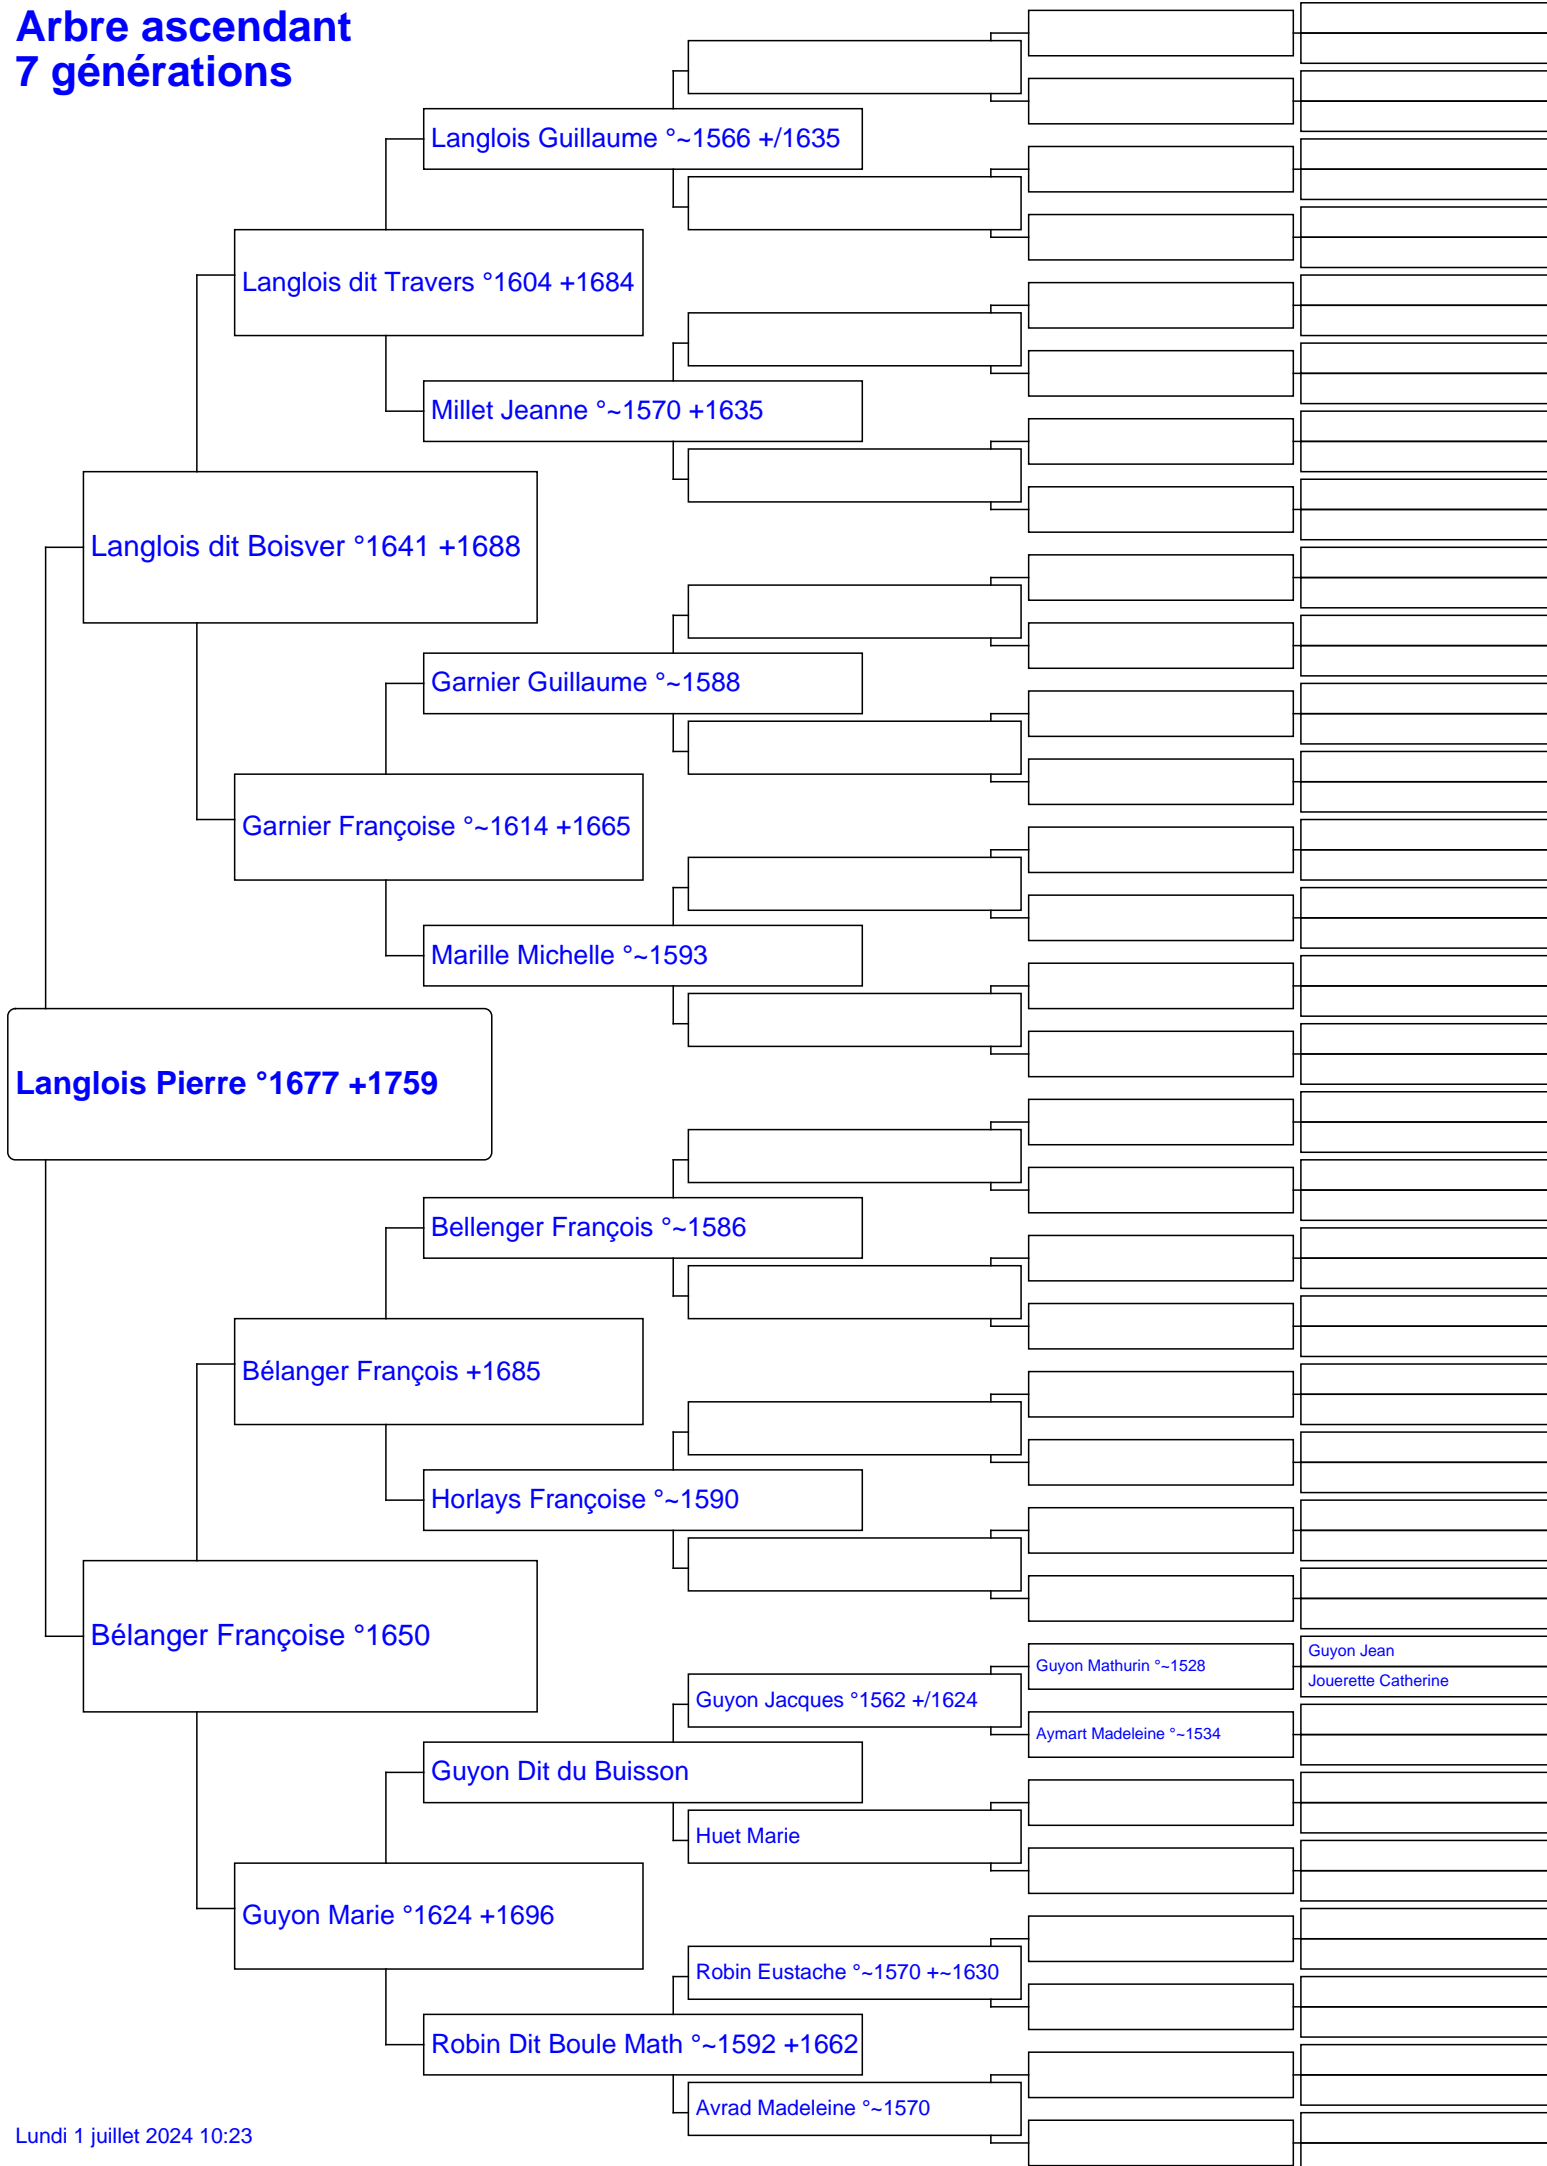 Arbre ascendant
7 générations
Langlois Guillaume °~1566 +/1635
Langlois dit Travers °1604 +1684
Millet Jeanne °~1570 +1635
Langlois dit Boisver °1641 +1688
Garnier Guillaume °~1588
Garnier Françoise °~1614 +1665
Marille Michelle °~1593
Langlois Pierre °1677 +1759
Bellenger François °~1586
Bélanger François +1685
Horlays Françoise °~1590
Bélanger Françoise °1650
Guyon Jean
Guyon Mathurin °~1528
Jouerette Catherine
Guyon Jacques °1562 +/1624
Aymart Madeleine °~1534
Guyon Dit du Buisson
Huet Marie
Guyon Marie °1624 +1696
Robin Eustache °~1570 +~1630
Robin Dit Boule Math °~1592 +1662
Avrad Madeleine °~1570
Lundi 1 juillet 2024 10:23